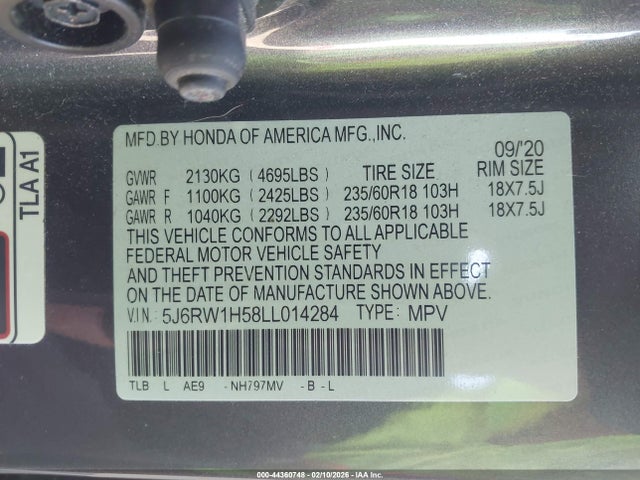 MFD.BY HONDA OF AMERICA MFG.,INC.
09/'20
GVWR 2130KG (4695LBS) TIRE SIZE RIM SIZE
GAWR F 1100KG (2425LBS) 235/60R18 103H 18X7.5J
GAWR R 1040KG (2292LBS) 235/60R18 103H 18X7.5J
THIS VEHICLE CONFORMS TO ALL APPLICABLE
FEDERAL MOTOR VEHICLE SAFETY
AND THEFT PREVENTION STANDARDS IN EFFECT
ON THE DATE OF MANUFACTURE SHOWN ABOVE.
V.I.N.: 5J6RW1H58LL014284 TYPE: MPV
TLB L AE9 -NH797MV -B -L
TLA A1
000-44360748 - 02/10/2026 - IAA Inc.